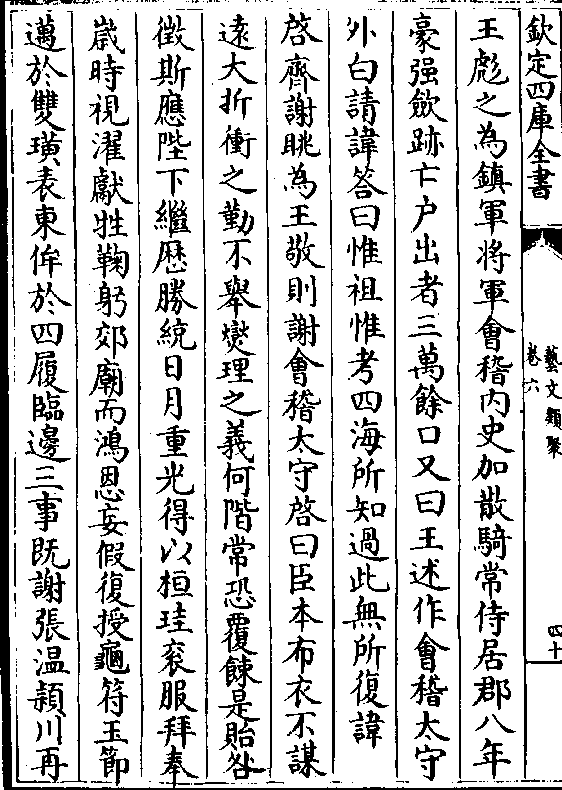 欽定四庫全書
藝文類聚
卷六
四十
王彪之為鎮軍將軍會稽内史加散騎常侍居郡八年
豪强斂跡亡户出者三萬餘口又曰王述作會稽太守
外白請諱答曰惟祖惟考四海所知過此無所復諱
啓齊謝眺為王敬則謝會稽太守啓曰臣本布衣不謀
逺大折衝之勤不舉爕理之義何階常恐覆餗是貽咎
徴斯應陛下繼歴勝統日月重光得以桓珪衮服拜奉
嵗時視濯獻牲鞠躬郊廟而鴻恩妄假復授龜符玉節
邁於雙璜表東侔於四履臨邊三事既謝張温頴川再